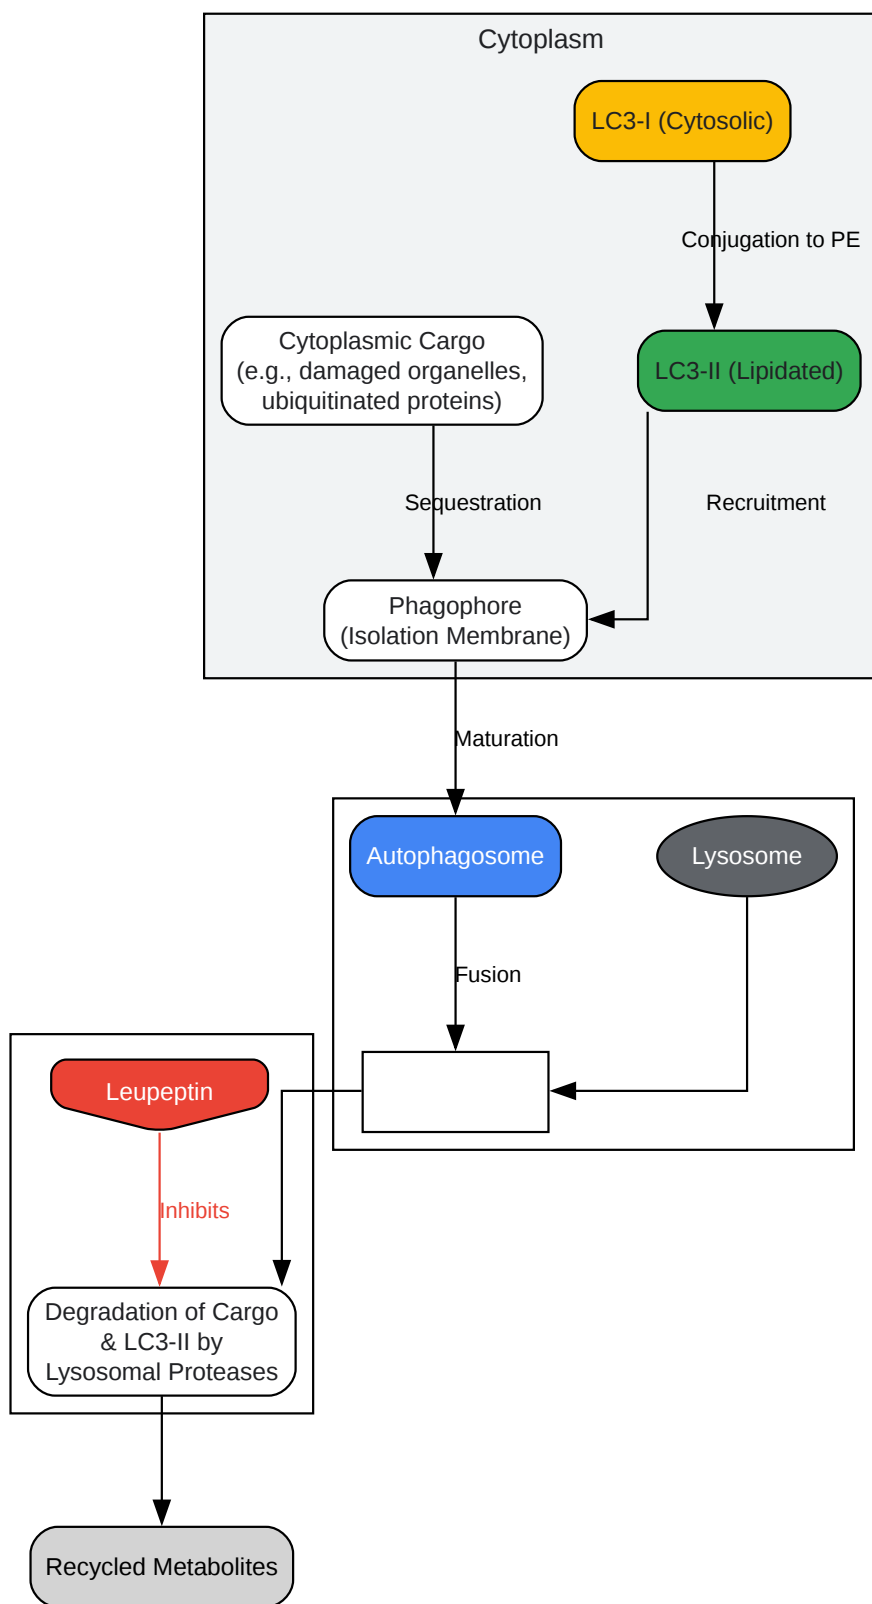 Cytoplasm
LC3-I (Cytosolic)
Conjugation to PE
Cytoplasmic Cargo
(e.g., damaged organelles,
ubiquitinated proteins)
LC3-II (Lipidated)
Sequestration
Recruitment
Phagophore
(Isolation Membrane)
Maturation
Autophagosome
Lysosome
Fusion
Leupeptin
Inhibits
Degradation of Cargo
& LC3-II by
Lysosomal Proteases
Recycled Metabolites